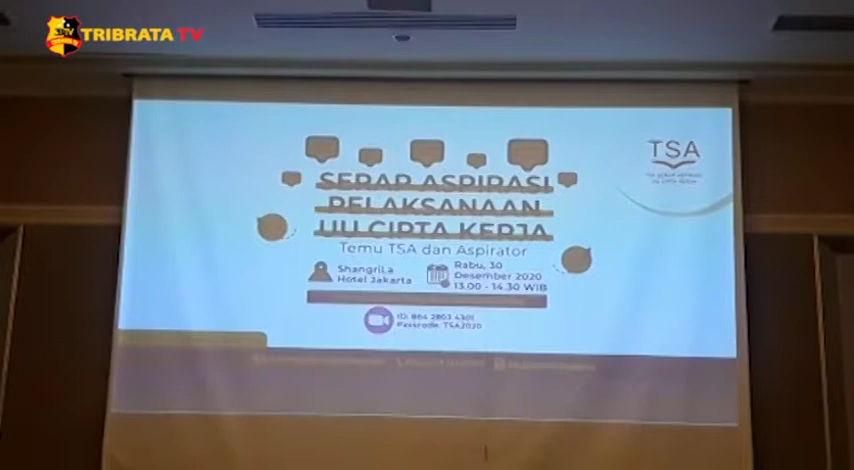 TRIBRATA TV
TSA
SERAP ASPIRASI
PELAKSANAAN
UU CIPTA KERJA
Temu TSA dan Aspirator
ShangriLa
Hotel Jakarta
Rabu, 30
Desember 2020
13.00 - 14.30 WIB
ID: 864 2803 4301
Passcode: TSA2020